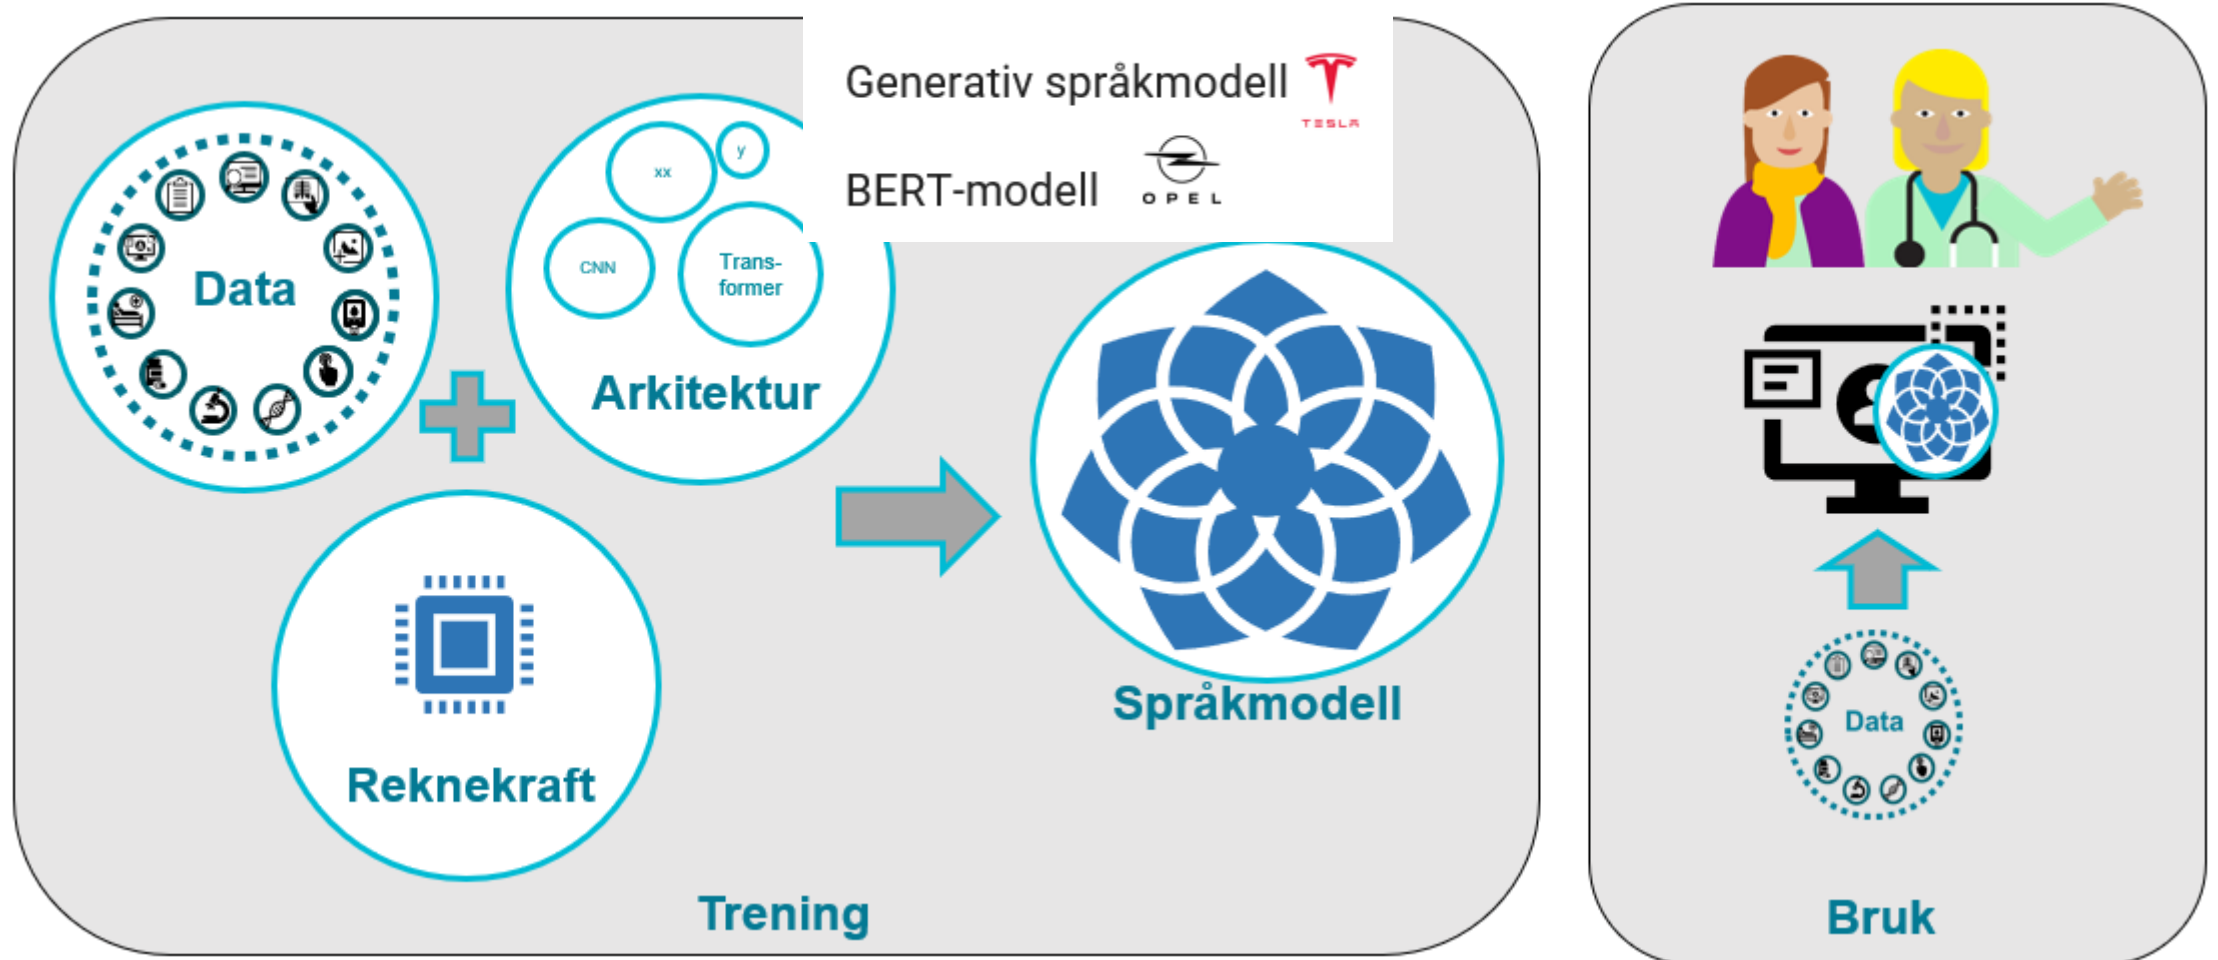 Generativ språkmodell
TESLA
BERT-modell
OPEL
xx
y
CNN
Trans-
former
Data
Arkitektur
Reknekraft
Språkmodell
Trening
Data
Bruk